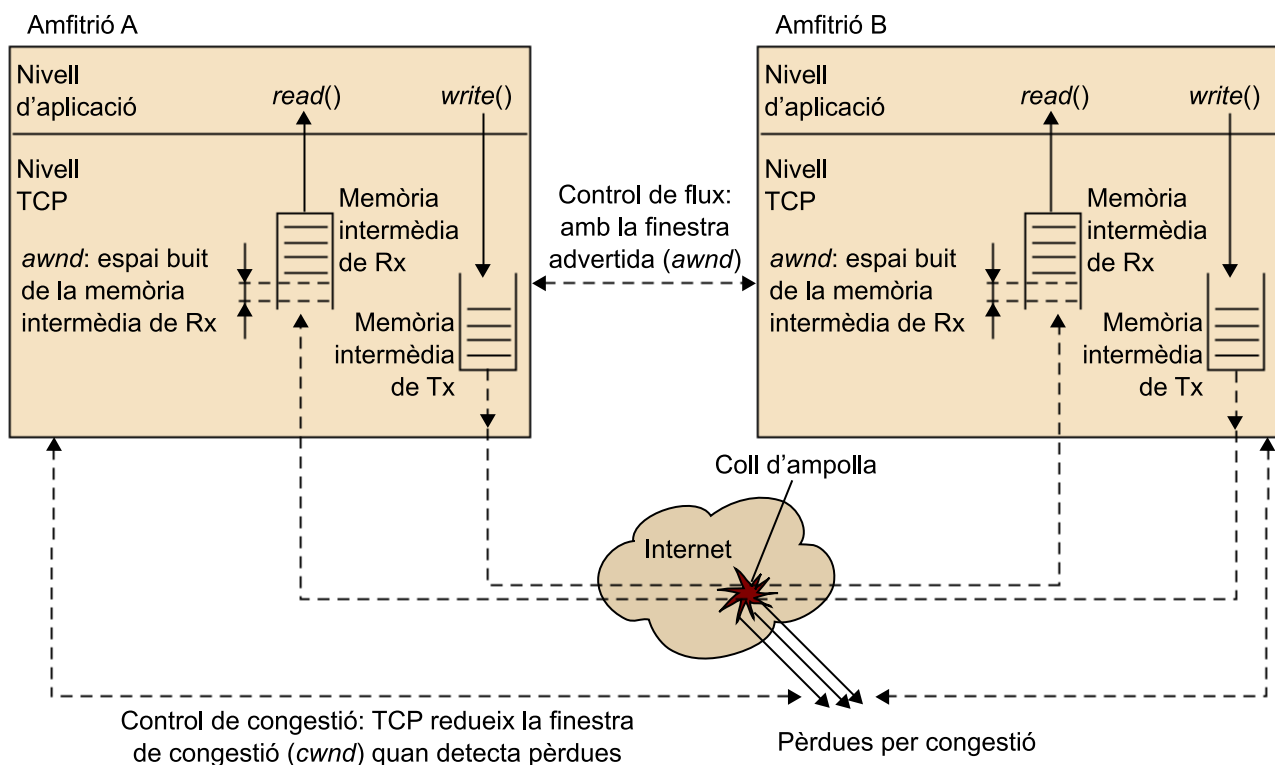 Amfitrió A
Nivell
d'aplicació
read()
write()
Nivell
TCP
Memòria
intermèdia
de Rx
awnd: espai buit
de la memòria
intermèdia de Rx
Memòria
intermèdia
de Tx
Control de flux:
amb la finestra
advertida (awnd)
Amfitrió B
Nivell
d'aplicació
read()
write()
Nivell
TCP
Memòria
intermèdia
de Rx
awnd: espai buit
de la memòria
intermèdia de Rx
Memòria
intermèdia
de Tx
Coll d'ampolla
Internet
Control de congestió: TCP redueix la finestra
de congestió (cwnd) quan detecta pèrdues
Pèrdues per congestió